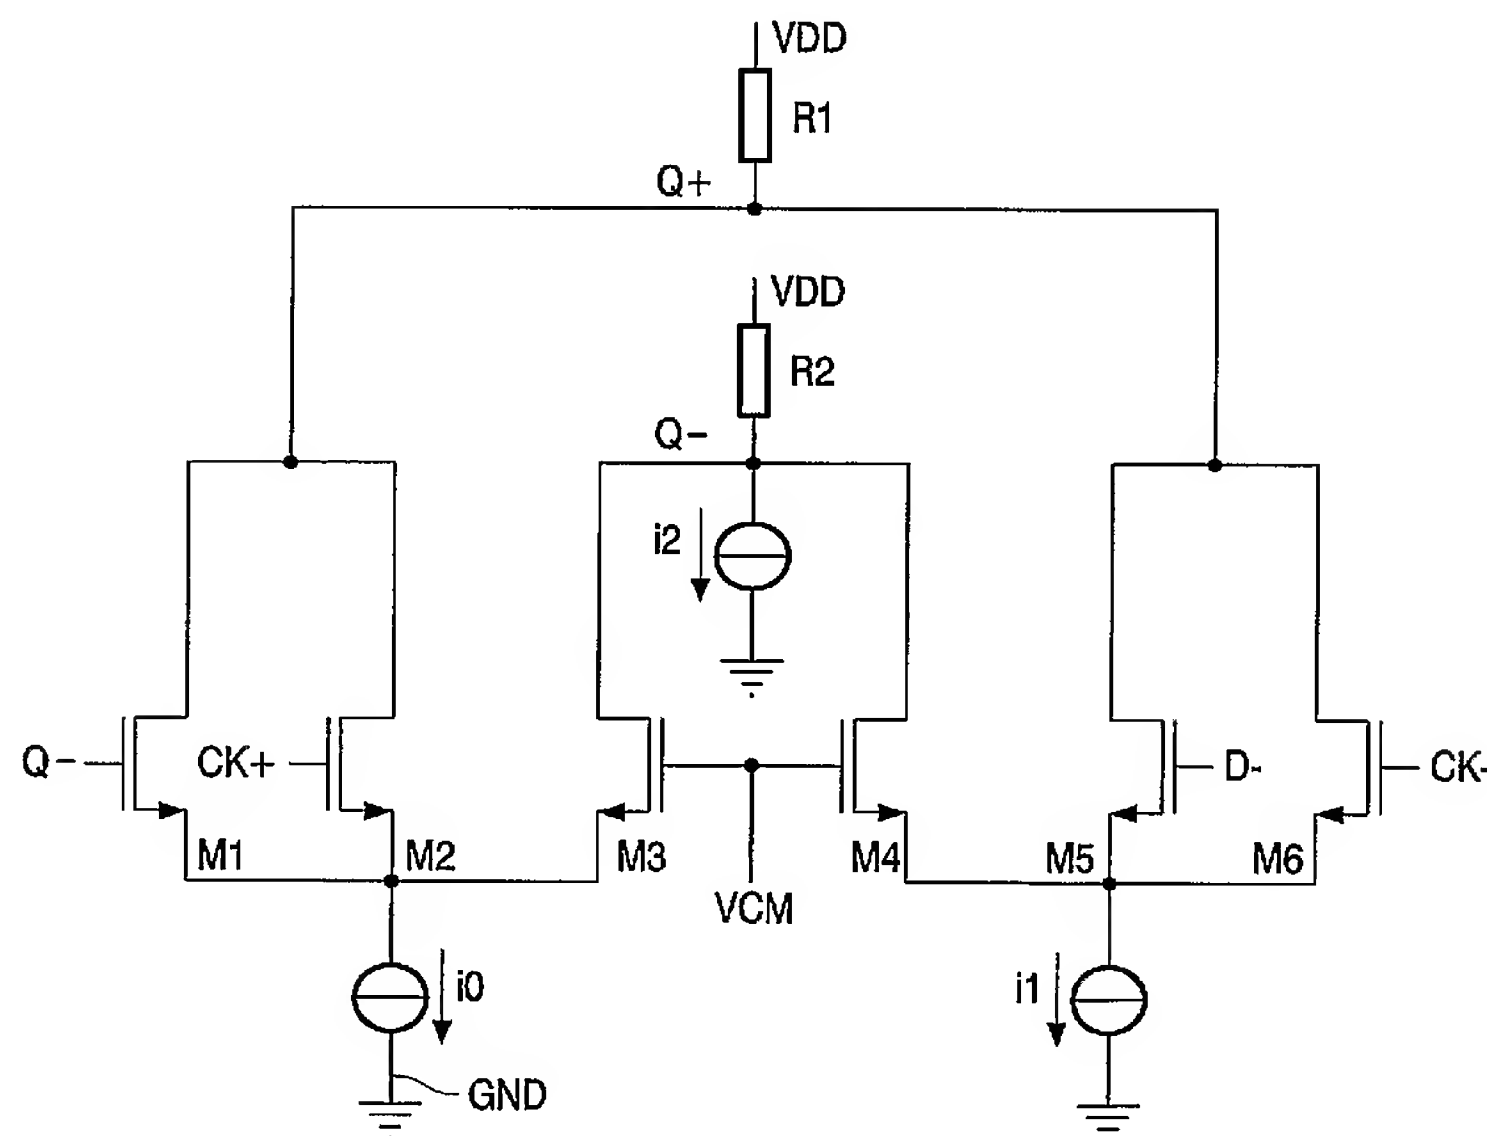 VDD
R1
Q+
VDD
R2
Q-
i2
Q-
CK+
D-
CK-
M1
M2
M3
M4
M5
M6
VCM
i0
i1
GND